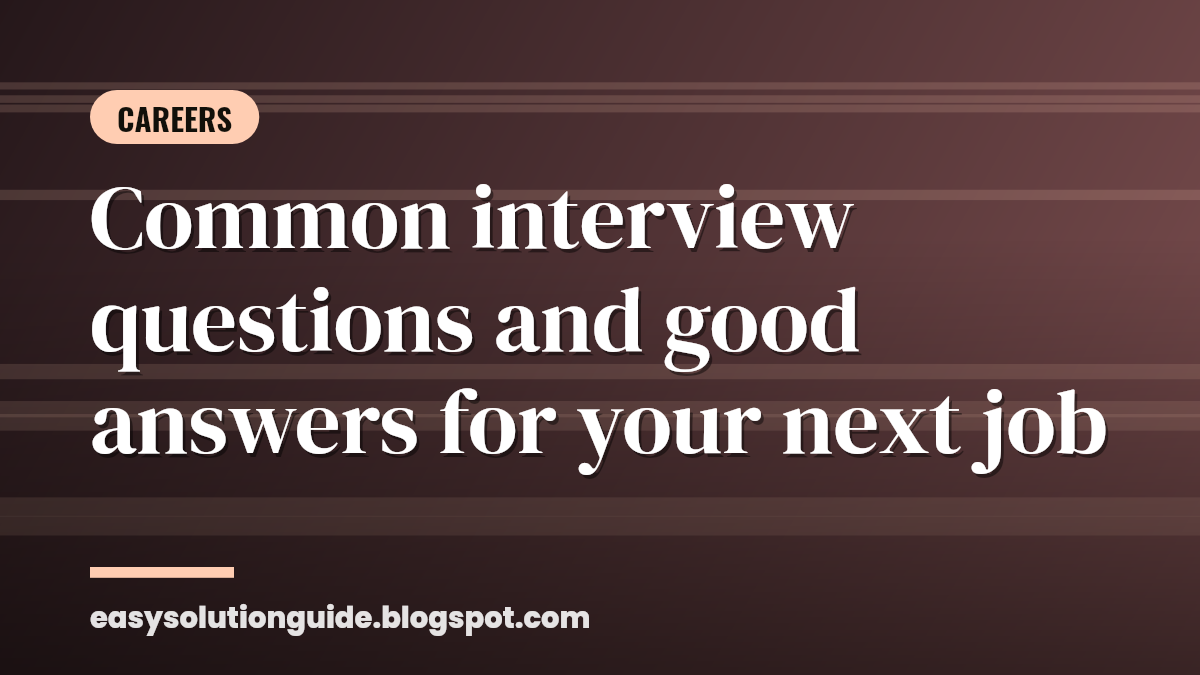 CAREERS
Common interview
questions and good
answers for your next job
easysolutionguide.blogspot.com